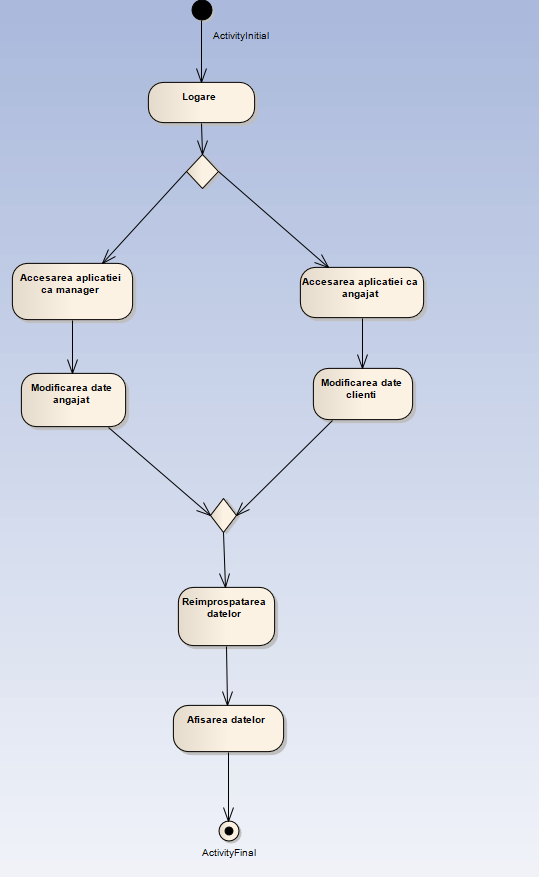 ActivityInitial
Logare
Accesarea aplicatiei
ca manager
Accesarea aplicatiei ca
angajat
Modificarea date
angajat
Modificarea date
clienti
Reimprospatarea
datelor
Afisarea datelor
ActivityFinal